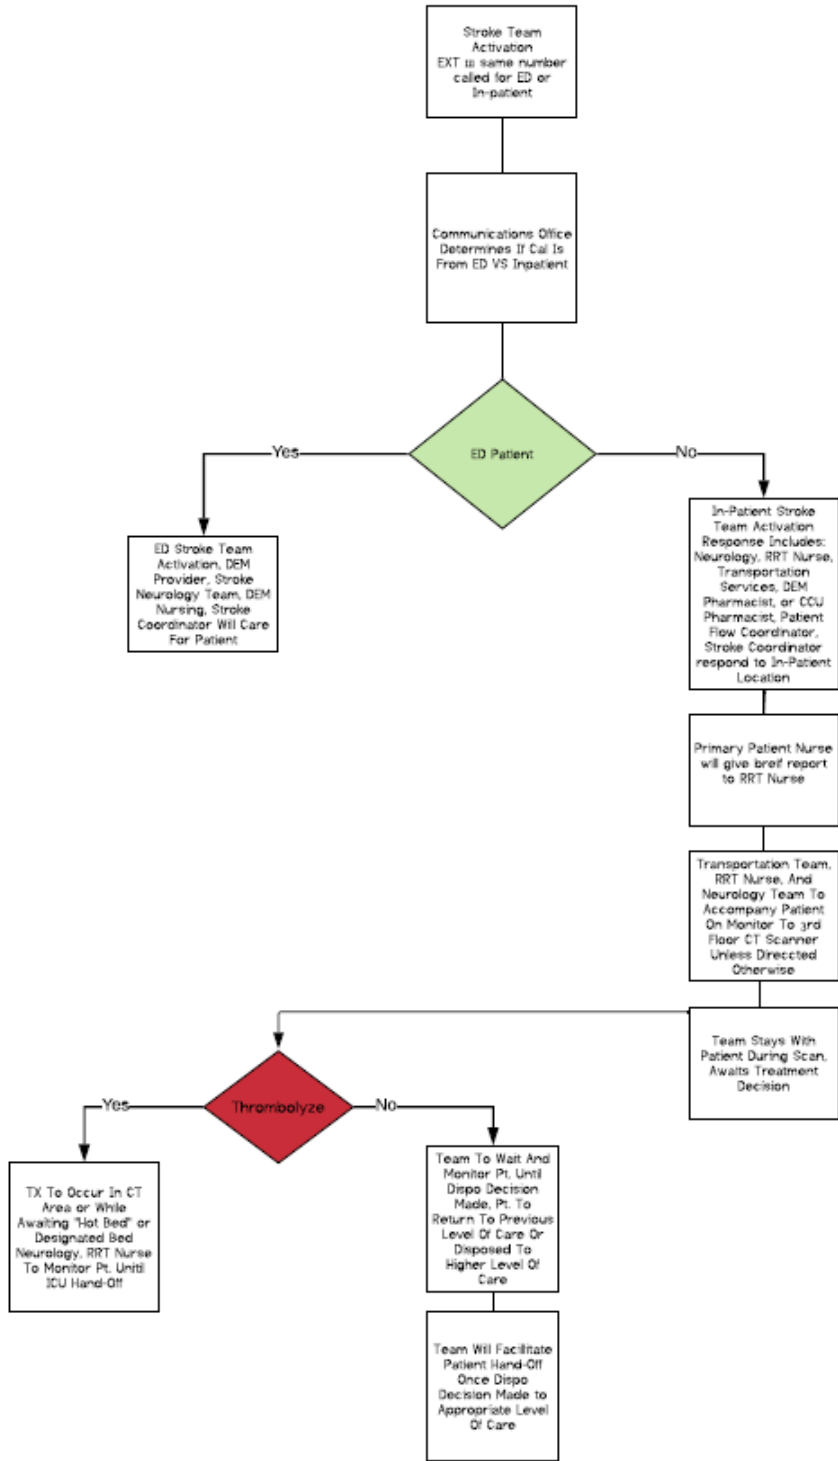 Stroke Team
Activation
EXT 111 same number
called for ED or
In-patient
Communications Office
Determines If Cal Is
From ED VS Inpatient
ED Patient
Yes
No
ED Stroke Team
Activation, DEM
Provider, Stroke
Neurology Team, DEM
Nursing, Stroke
Coordinator Will Care
For Patient
In-Patient Stroke
Team Activation
Response Includes:
Neurology, RRT Nurse,
Transportation
Services, DEM
Pharmacist, or CCU
Pharmacist, Patient
Flow Coordinator,
Stroke Coordinator
respond to In-Patient
Location
Primary Patient Nurse
will give breif report
to RRT Nurse
Transportation Team,
RRT Nurse, And
Neurology Team To
Accompany Patient
On Monitor To 3rd
Floor CT Scanner
Unless Direccted
Otherwise
Team Stays With
Patient During Scan,
Awaits Treatment
Decision
Thrombolyze
Yes
No
TX To Occur In CT
Area or While
Awaiting "Hot Bed" or
Designated Bed
Neurology, RRT Nurse
To Monitor Pt. Unitil
ICU Hand-Off
Team To Wait And
Monitor Pt. Until
Dispo Decision
Made, Pt. To
Return To Previous
Level Of Care Or
Disposed To
Higher Level Of
Care
Team Will Facilitate
Patient Hand-Off
Once Dispo
Decision Made to
Appropriate Level
Of Care